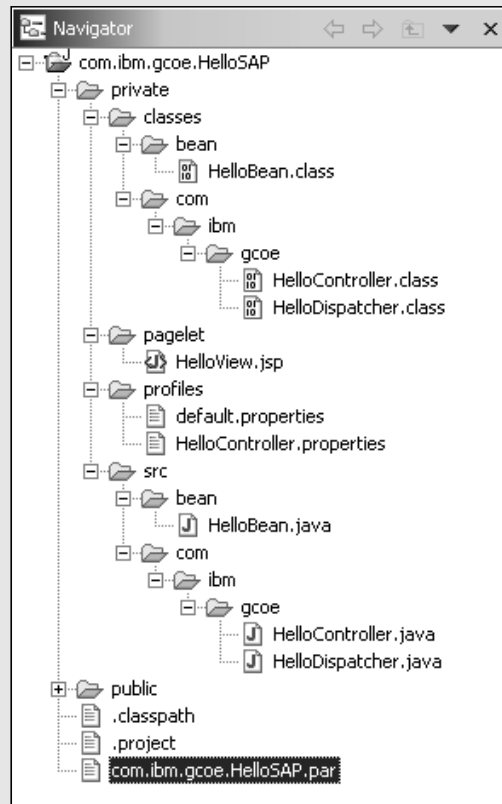 Navigator
com.ibm.gcoe.HelloSAP
private
classes
bean
HelloBean.class
com
ibm
gcoe
HelloController.class
HelloDispatcher.class
pagelet
HelloView.jsp
profiles
default.properties
HelloController.properties
src
bean
HelloBean.java
com
ibm
gcoe
HelloController.java
HelloDispatcher.java
public
.classpath
.project
com.ibm.gcoe.HelloSAP.par